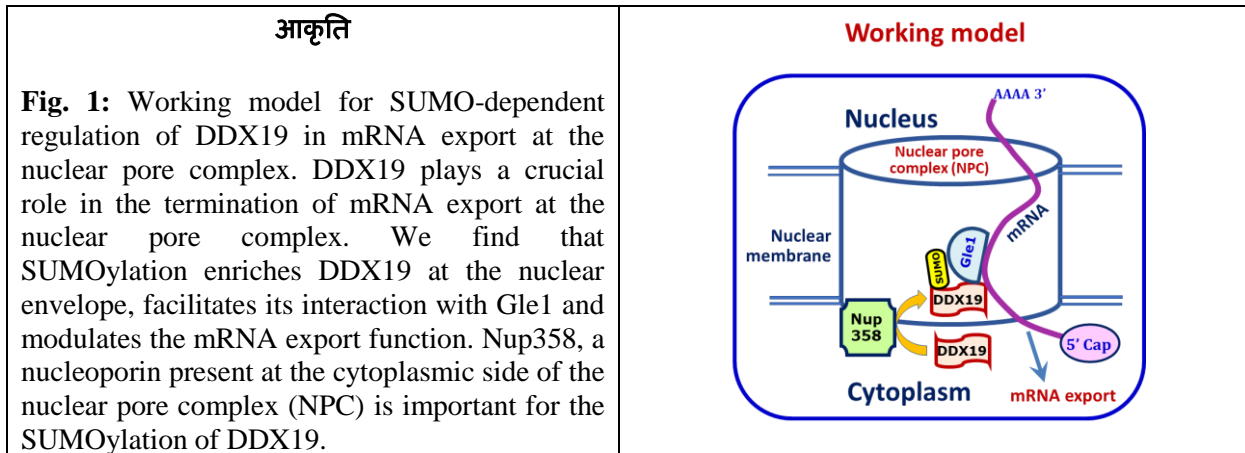 आकृति
Fig. 1: Working model for SUMO-dependent
regulation of DDX19 in mRNA export at the
nuclear pore complex. DDX19 plays a crucial
role in the termination of mRNA export at the
nuclear pore complex. We find that
SUMOylation enriches DDX19 at the nuclear
envelope, facilitates its interaction with Gle1 and
modulates the mRNA export function. Nup358, a
nucleoporin present at the cytoplasmic side of the
nuclear pore complex (NPC) is important for the
SUMOylation of DDX19.
Working model
AAAA 3'
Nucleus
Nuclear pore
complex (NPC)
mRNA
Nuclear
membrane
Gle1
SUMO
DDX19
Nup
358
DDX19
5' Cap
Cytoplasm
mRNA export